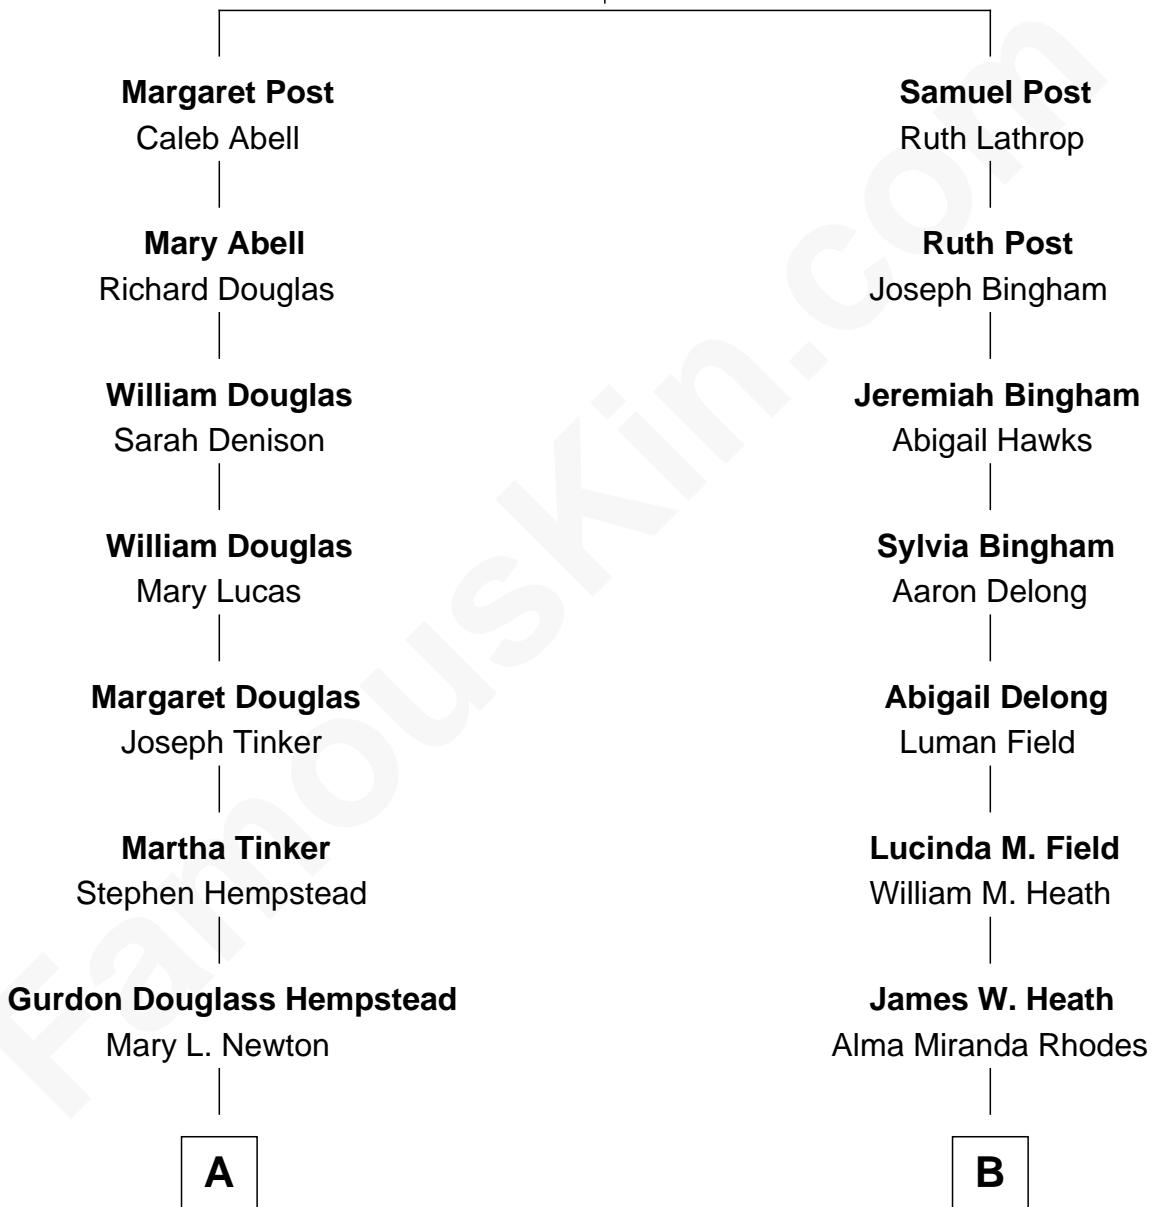 Margaret Post
Caleb Abell
Mary Abell
Richard Douglas
William Douglas
Sarah Denison
William Douglas
Mary Lucas
Margaret Douglas
Joseph Tinker
Martha Tinker
Stephen Hempstead
Gurdon Douglass Hempstead
Mary L. Newton
A
Samuel Post
Ruth Lathrop
Ruth Post
Joseph Bingham
Jeremiah Bingham
Abigail Hawks
Sylvia Bingham
Aaron Delong
Abigail Delong
Luman Field
Lucinda M. Field
William M. Heath
James W. Heath
Alma Miranda Rhodes
B
FamousKin.com